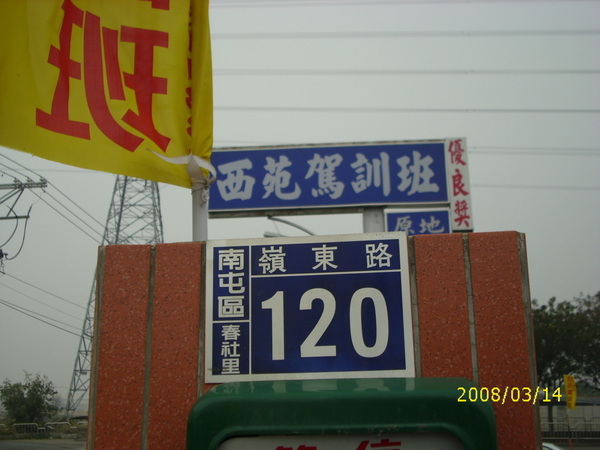 班
西苑駕訓班
優良獎
原地
南屯區
春社里
嶺東路
120
2008/03/14